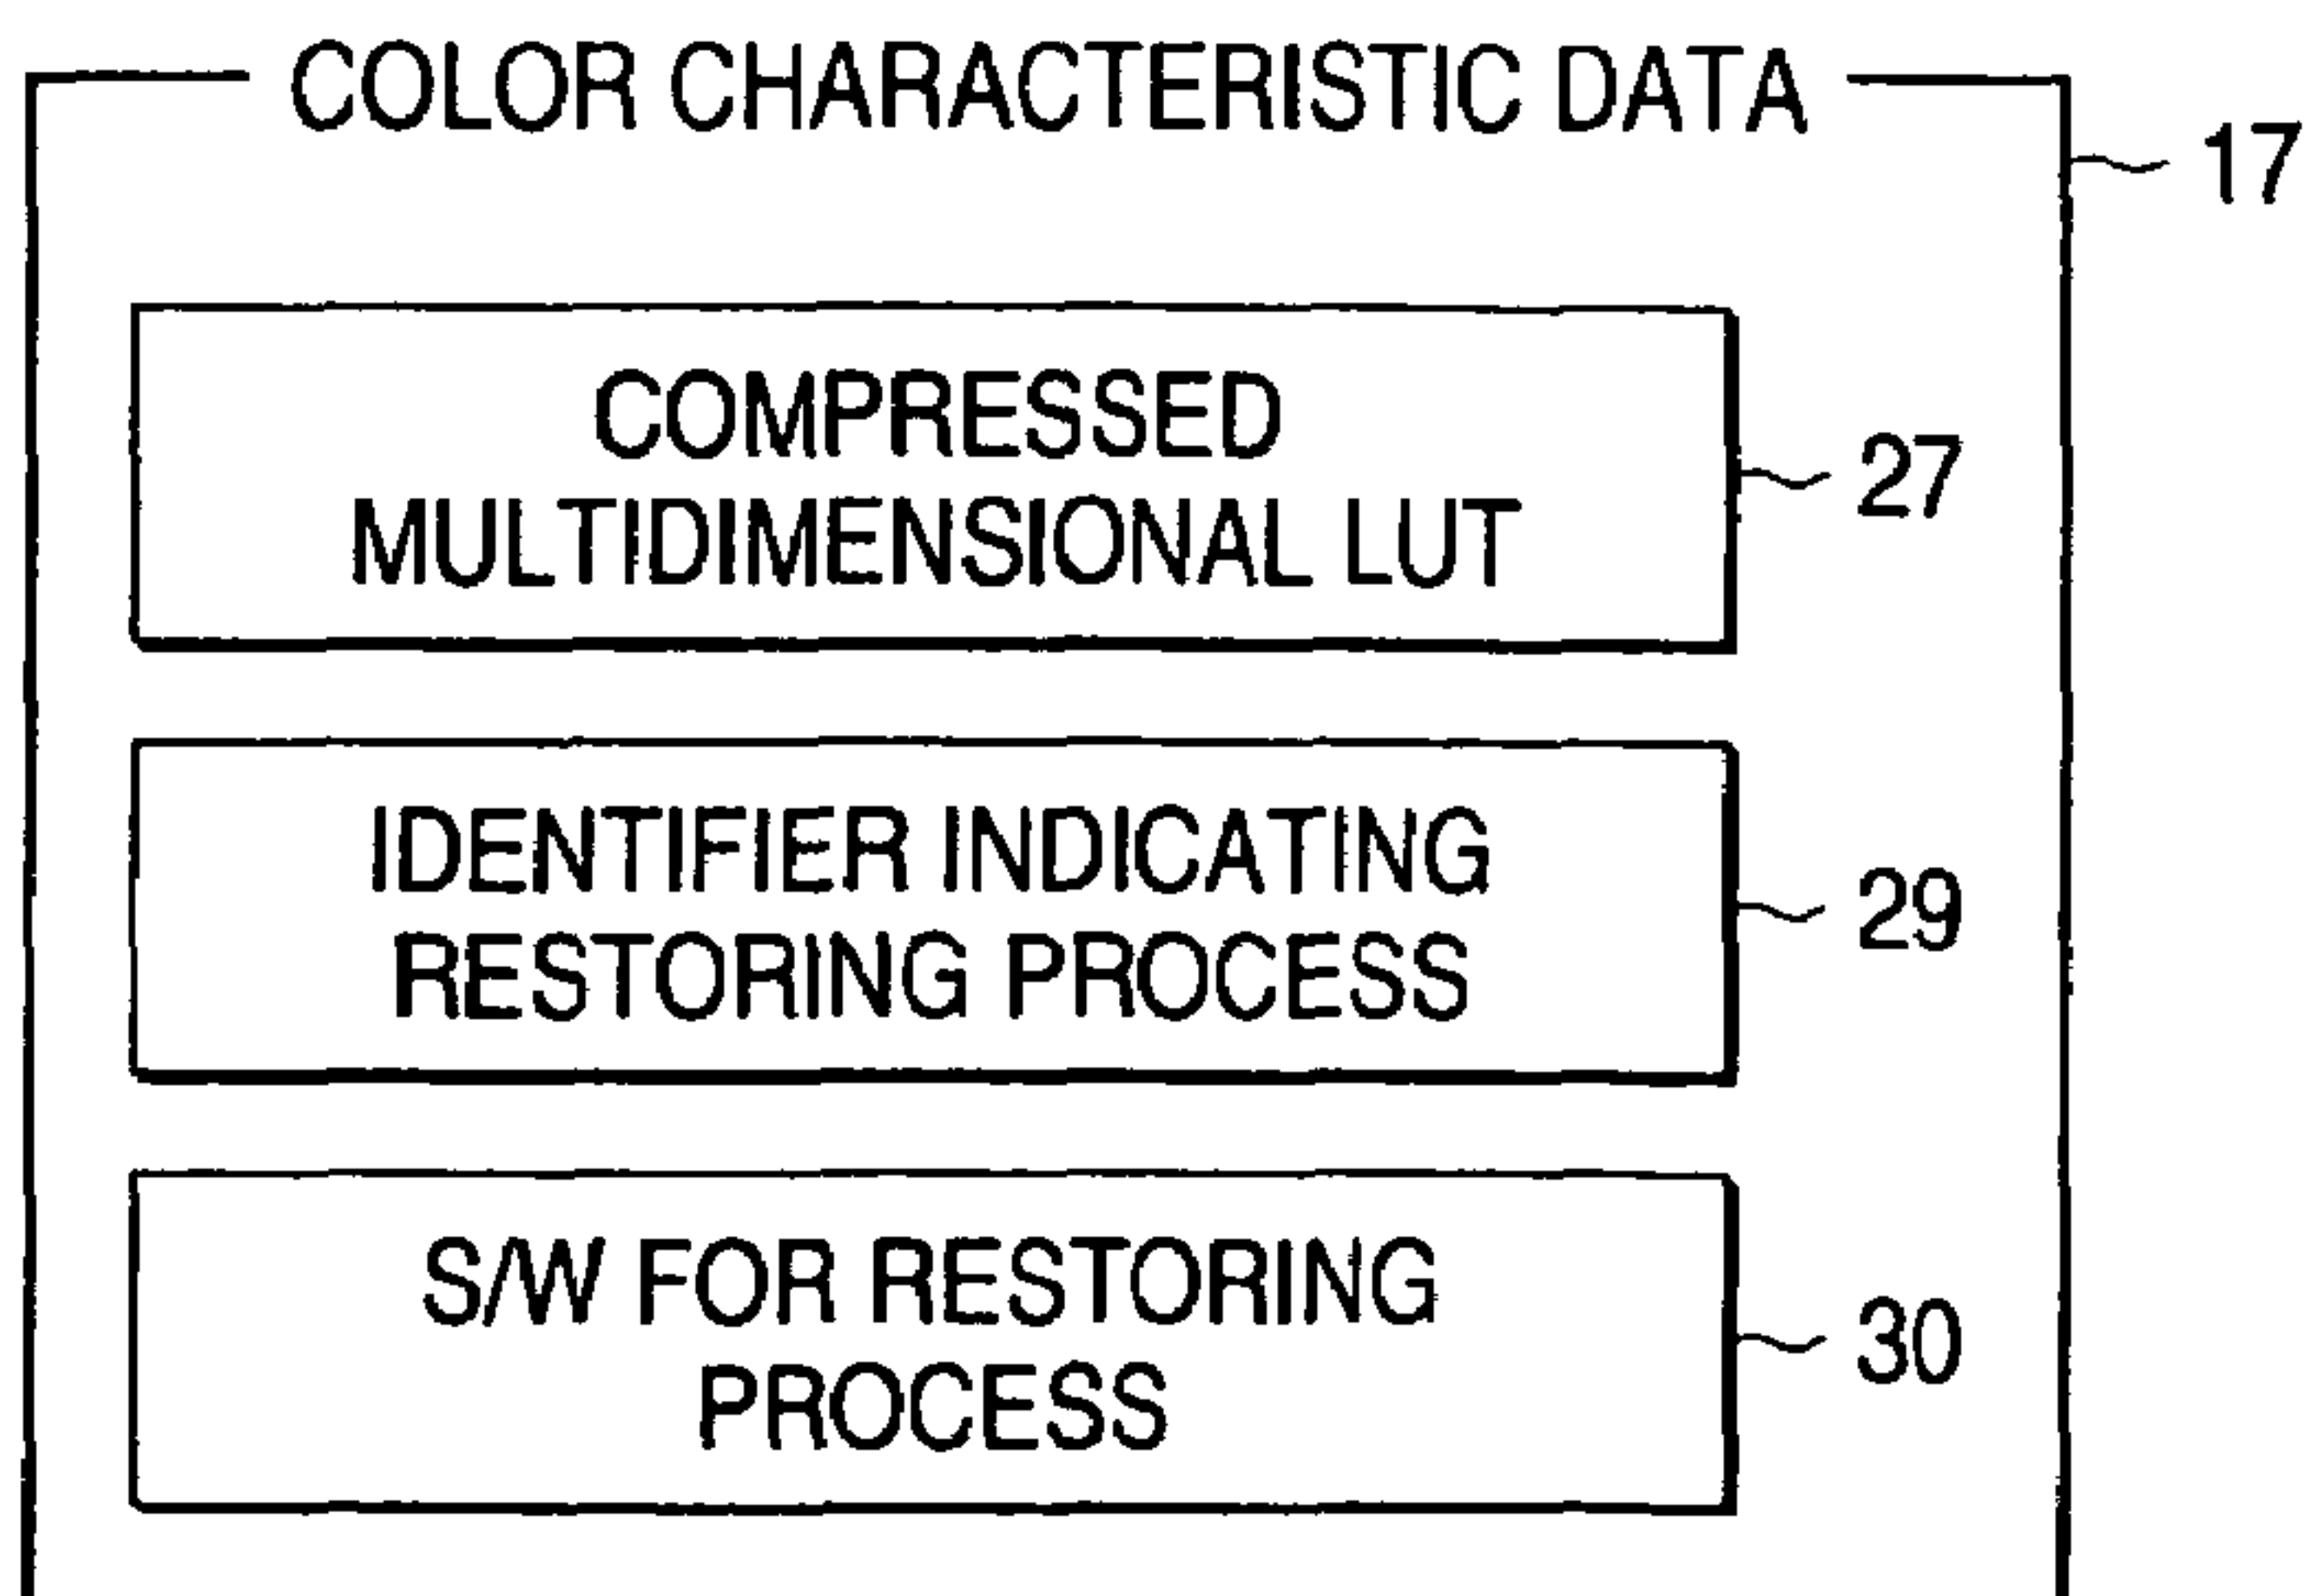 COLOR CHARACTERISTIC DATA
17
COMPRESSED
MULTIDIMENSIONAL LUT
27
IDENTIFIER INDICATING
RESTORING PROCESS
29
S/W FOR RESTORING
PROCESS
30